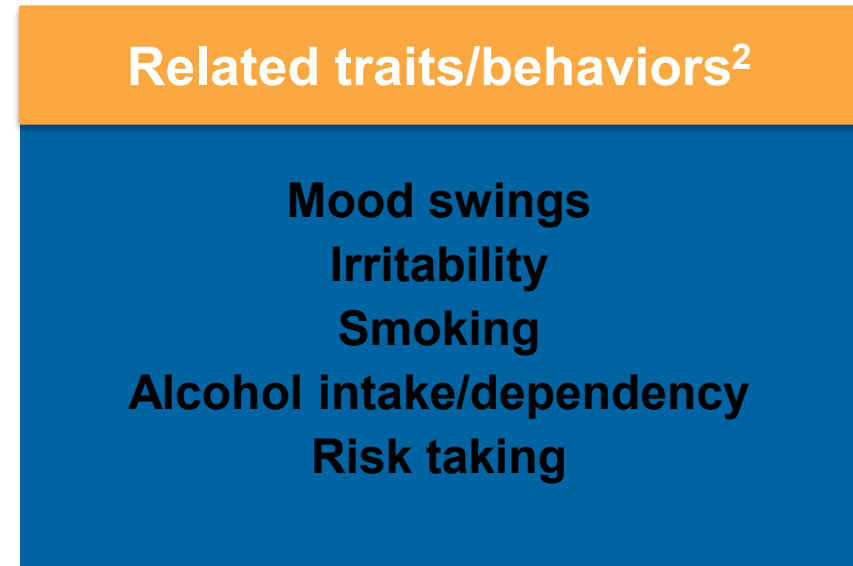 Related traits/behaviors²
Mood swings
Irritability
Smoking
Alcohol intake/dependency
Risk taking